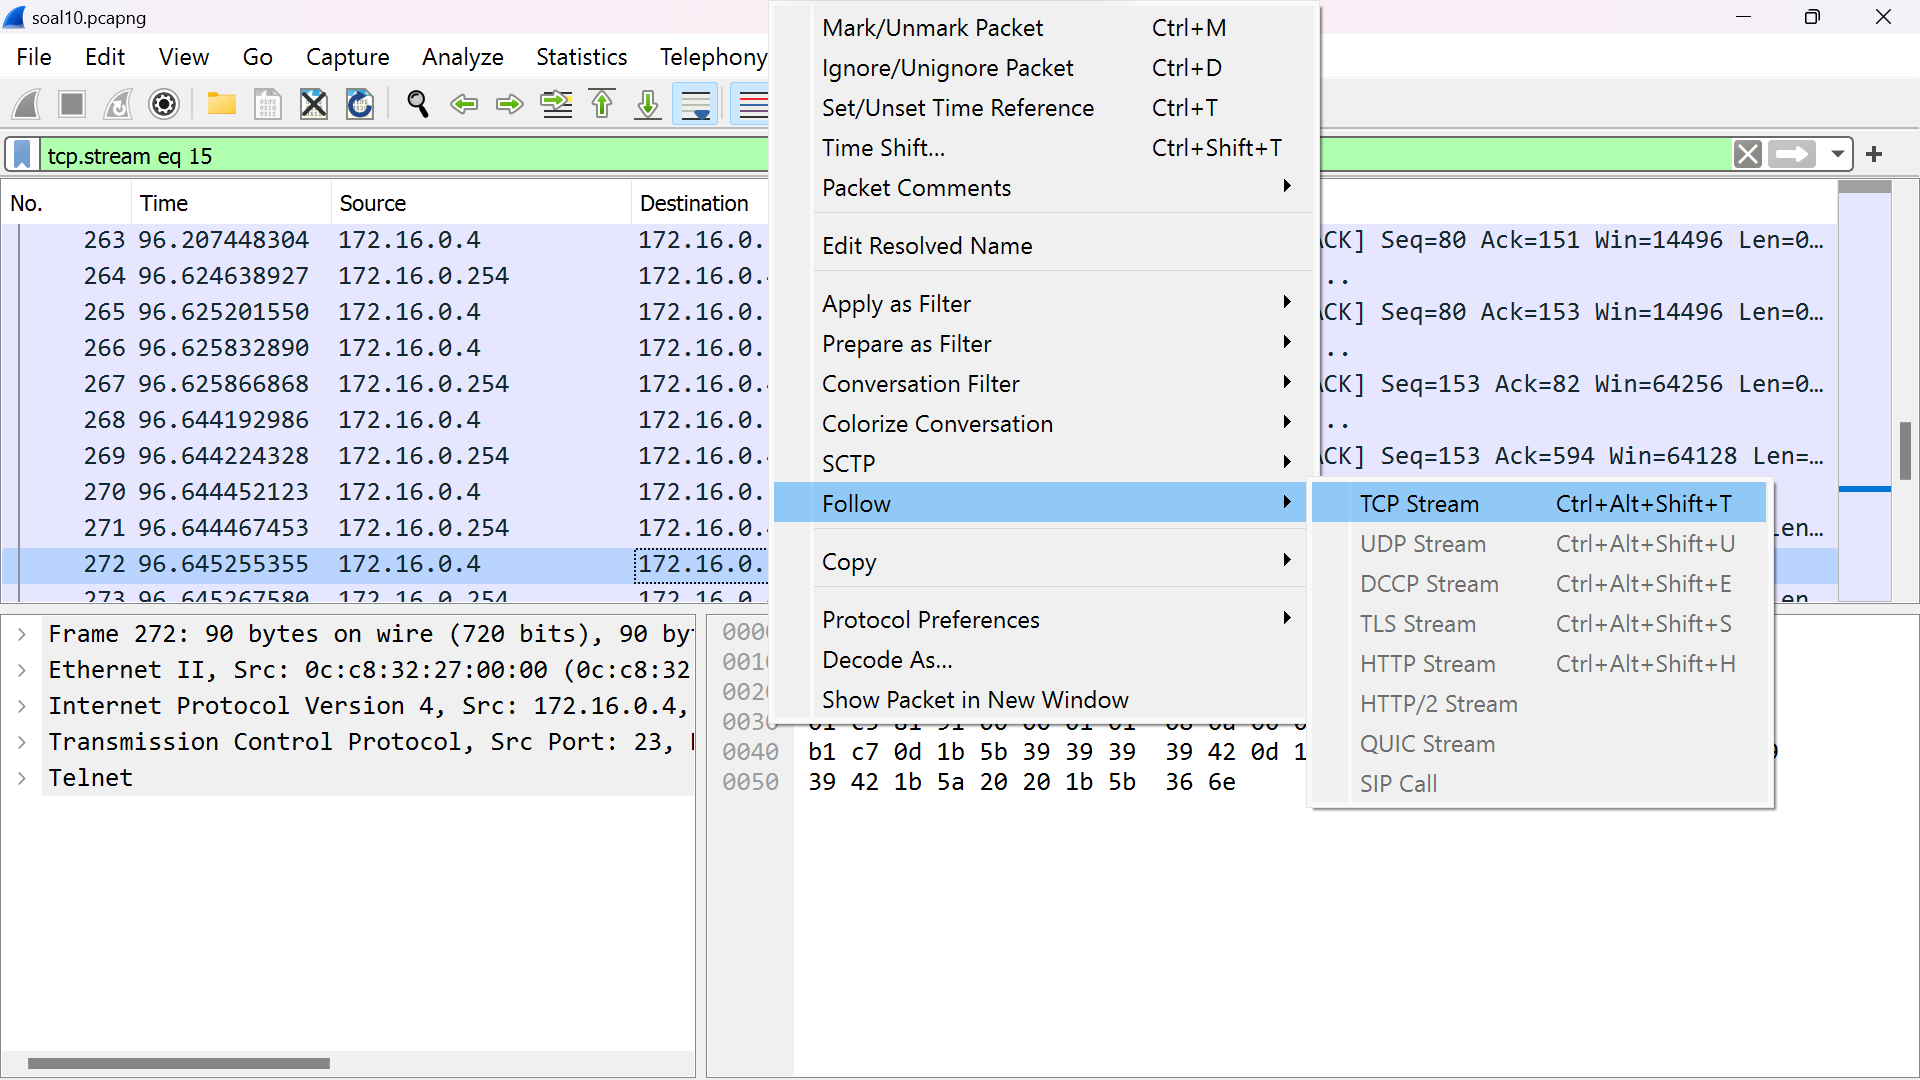 soal10.pcapng
File Edit View Go Capture Analyze Statistics Telephony
tcp.stream eq 15
No. Time Source Destination
263 96.207448304 172.16.0.4 172.16.0. CK] Seq=80 Ack=151 Win=14496 Len=0…
264 96.624638927 172.16.0.254 172.16.0. ..
265 96.625201550 172.16.0.4 172.16.0. CK] Seq=80 Ack=153 Win=14496 Len=0…
266 96.625832890 172.16.0.4 172.16.0. ..
267 96.625866868 172.16.0.254 172.16.0. CK] Seq=153 Ack=82 Win=64256 Len=0…
268 96.644192986 172.16.0.4 172.16.0. ..
269 96.644224328 172.16.0.254 172.16.0. CK] Seq=153 Ack=594 Win=64128 Len=…
270 96.644452123 172.16.0.4 172.16.0.
271 96.644467453 172.16.0.254 172.16.0. en…
272 96.645255355 172.16.0.4 172.16.0.
273 96.645267580 172.16.0.254 172.16.0 en
Mark/Unmark Packet Ctrl+M
Ignore/Unignore Packet Ctrl+D
Set/Unset Time Reference Ctrl+T
Time Shift... Ctrl+Shift+T
Packet Comments
Edit Resolved Name
Apply as Filter
Prepare as Filter
Conversation Filter
Colorize Conversation
SCTP
Follow
Copy
Protocol Preferences
Decode As...
Show Packet in New Window
TCP Stream Ctrl+Alt+Shift+T
UDP Stream Ctrl+Alt+Shift+U
DCCP Stream Ctrl+Alt+Shift+E
TLS Stream Ctrl+Alt+Shift+S
HTTP Stream Ctrl+Alt+Shift+H
HTTP/2 Stream
QUIC Stream
SIP Call
Frame 272: 90 bytes on wire (720 bits), 90 by
Ethernet II, Src: 0c:c8:32:27:00:00 (0c:c8:32
Internet Protocol Version 4, Src: 172.16.0.4,
Transmission Control Protocol, Src Port: 23,
Telnet
000
001
002
003
0040 b1 c7 0d 1b 5b 39 39 39 39 42 0d 1
0050 39 42 1b 5a 20 20 1b 5b 36 6e